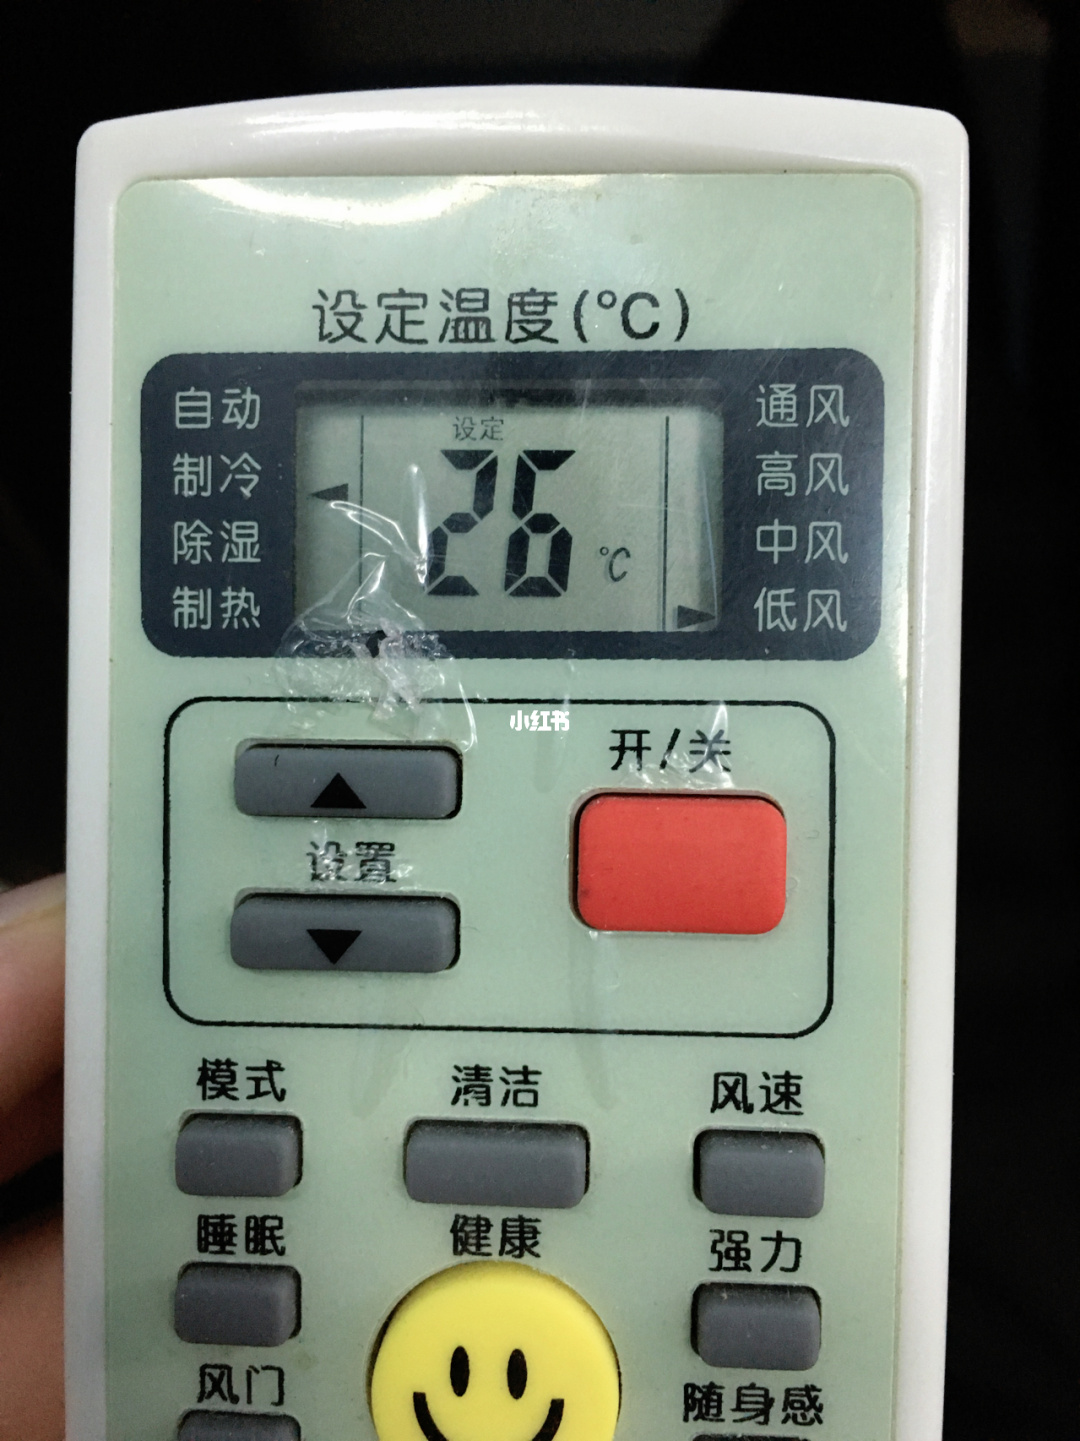 设定温度(℃)
自动
通风
设定
制冷
高风
26℃
除湿
中风
制热
低风
小红书
开/关
设置
模式
清洁
风速
睡眠
健康
强力
风门
随身感